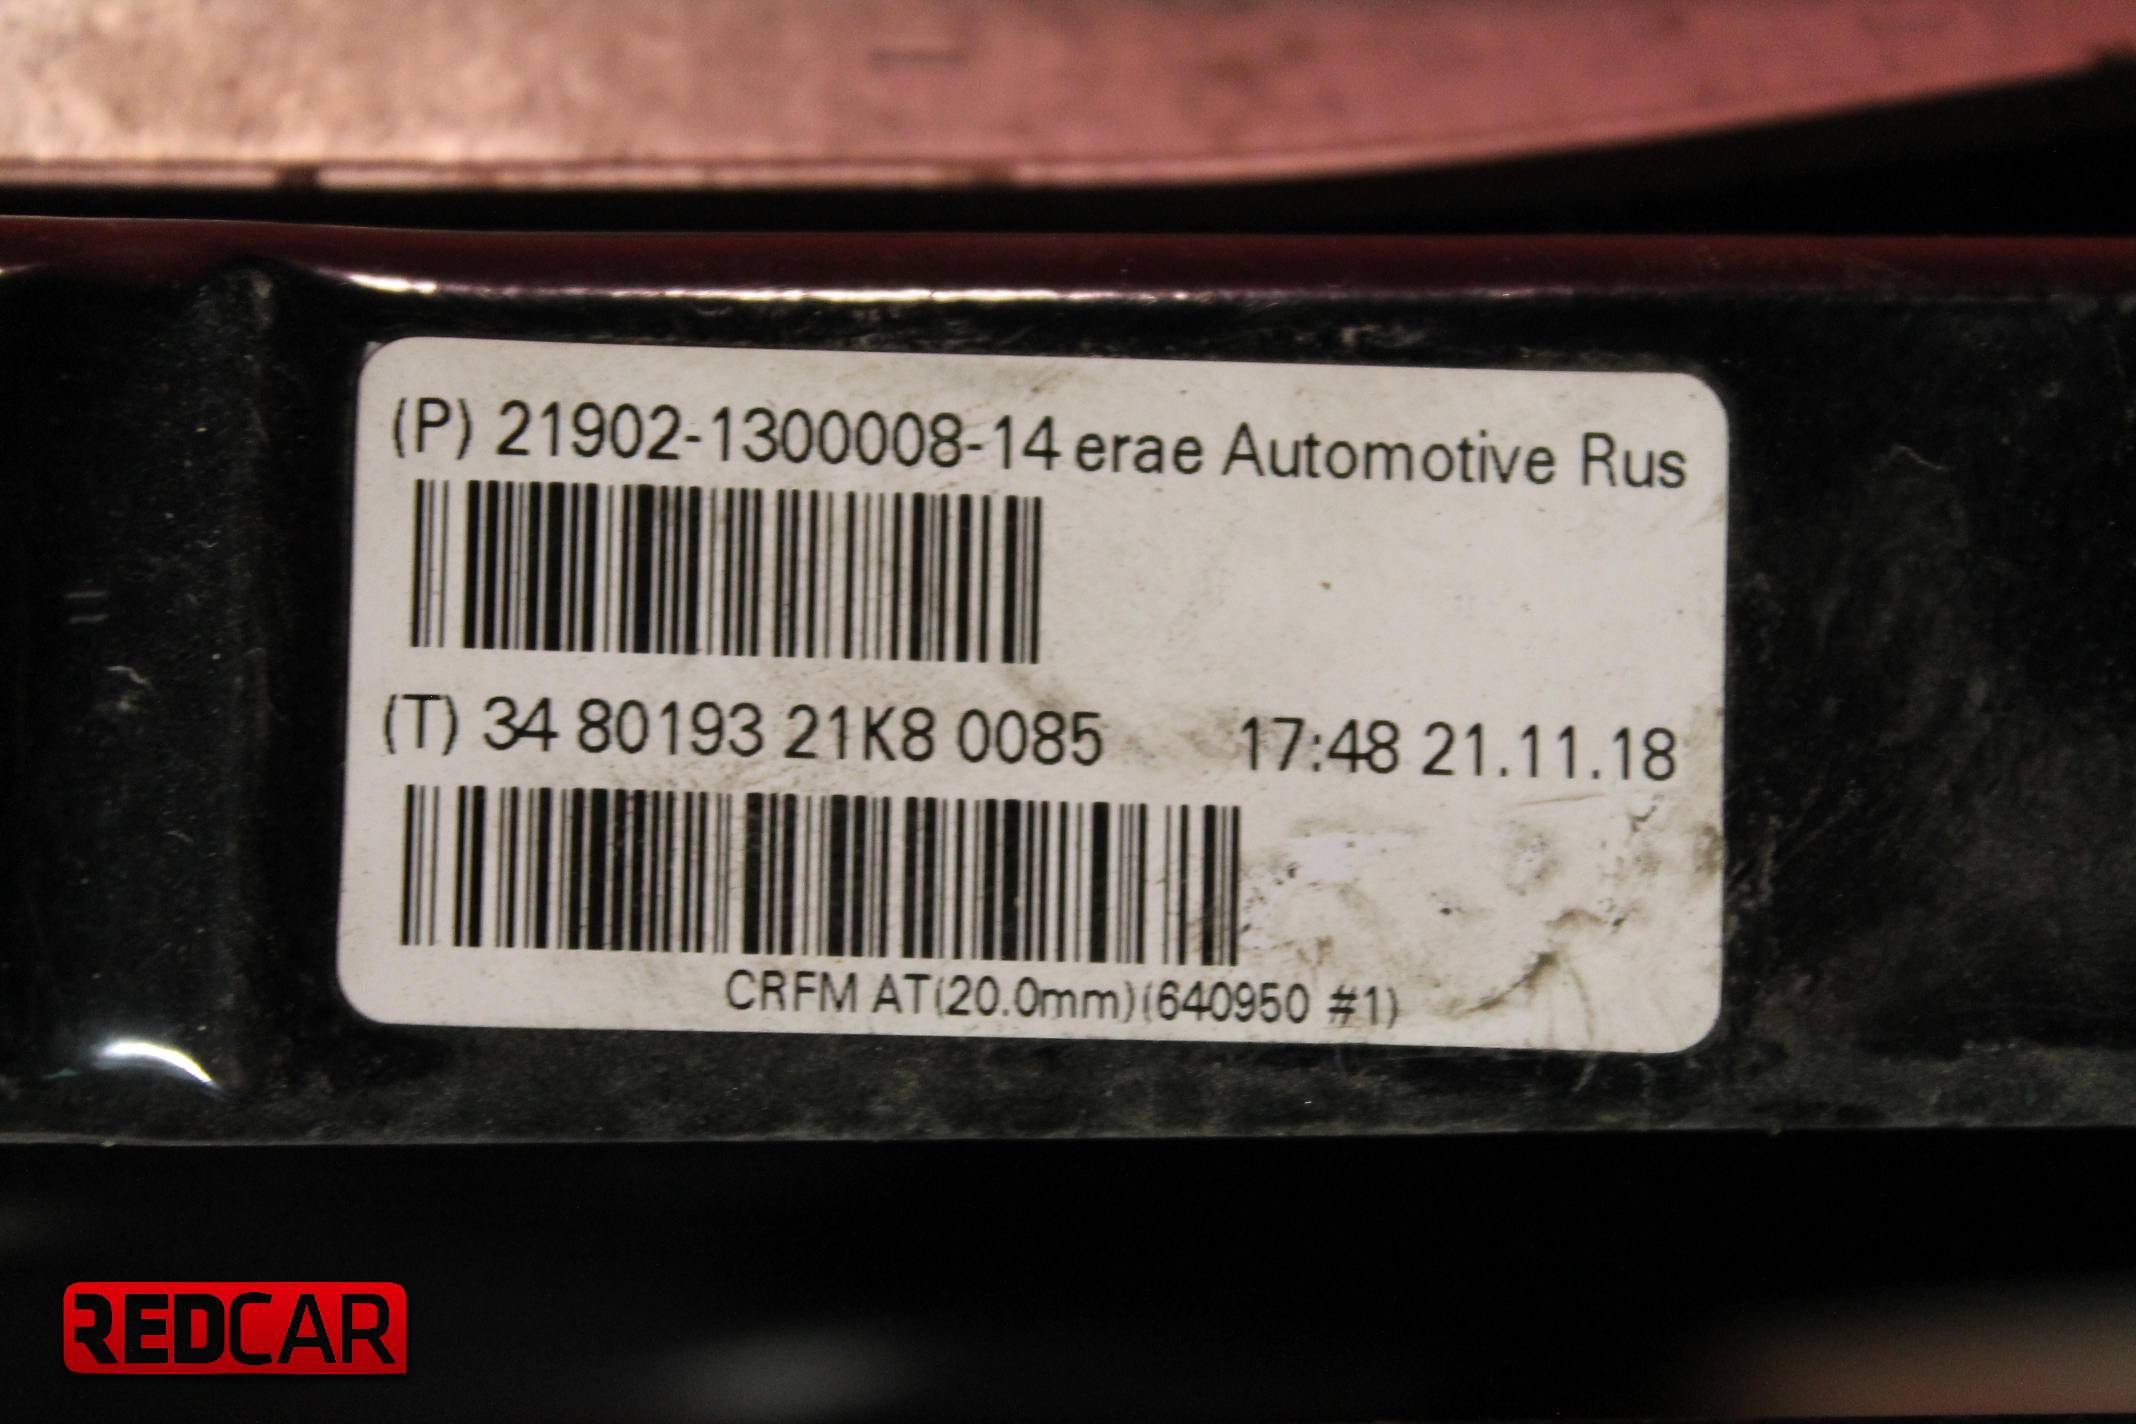 (P) 21902-1300008-14 erae Automotive Rus
(T) 34 80193 21K8 0085 17:48 21.11.18
CRFM AT(20.0mm)(640950 #1)
REDCAR